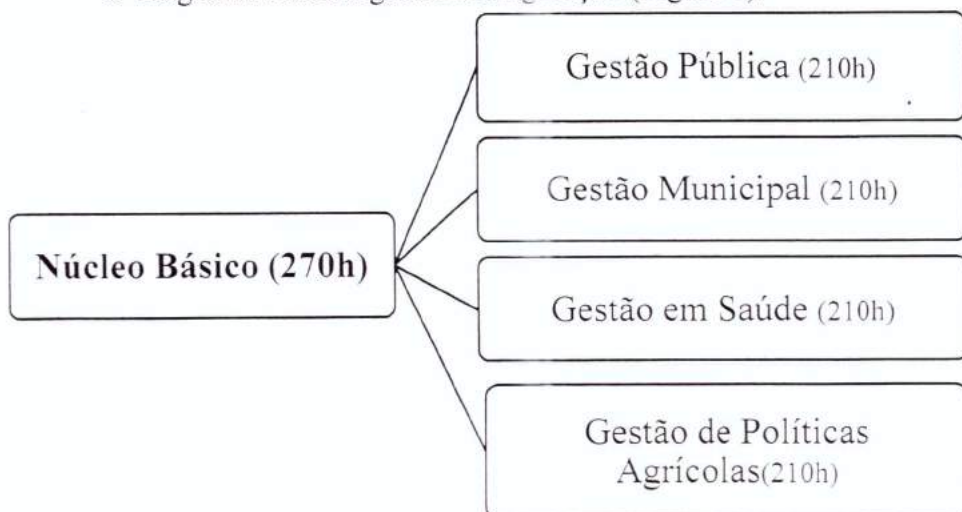 Gestão Pública (210h)
Gestão Municipal (210h)
Núcleo Básico (270h)
Gestão em Saúde (210h)
Gestão de Políticas
Agrícolas(210h)